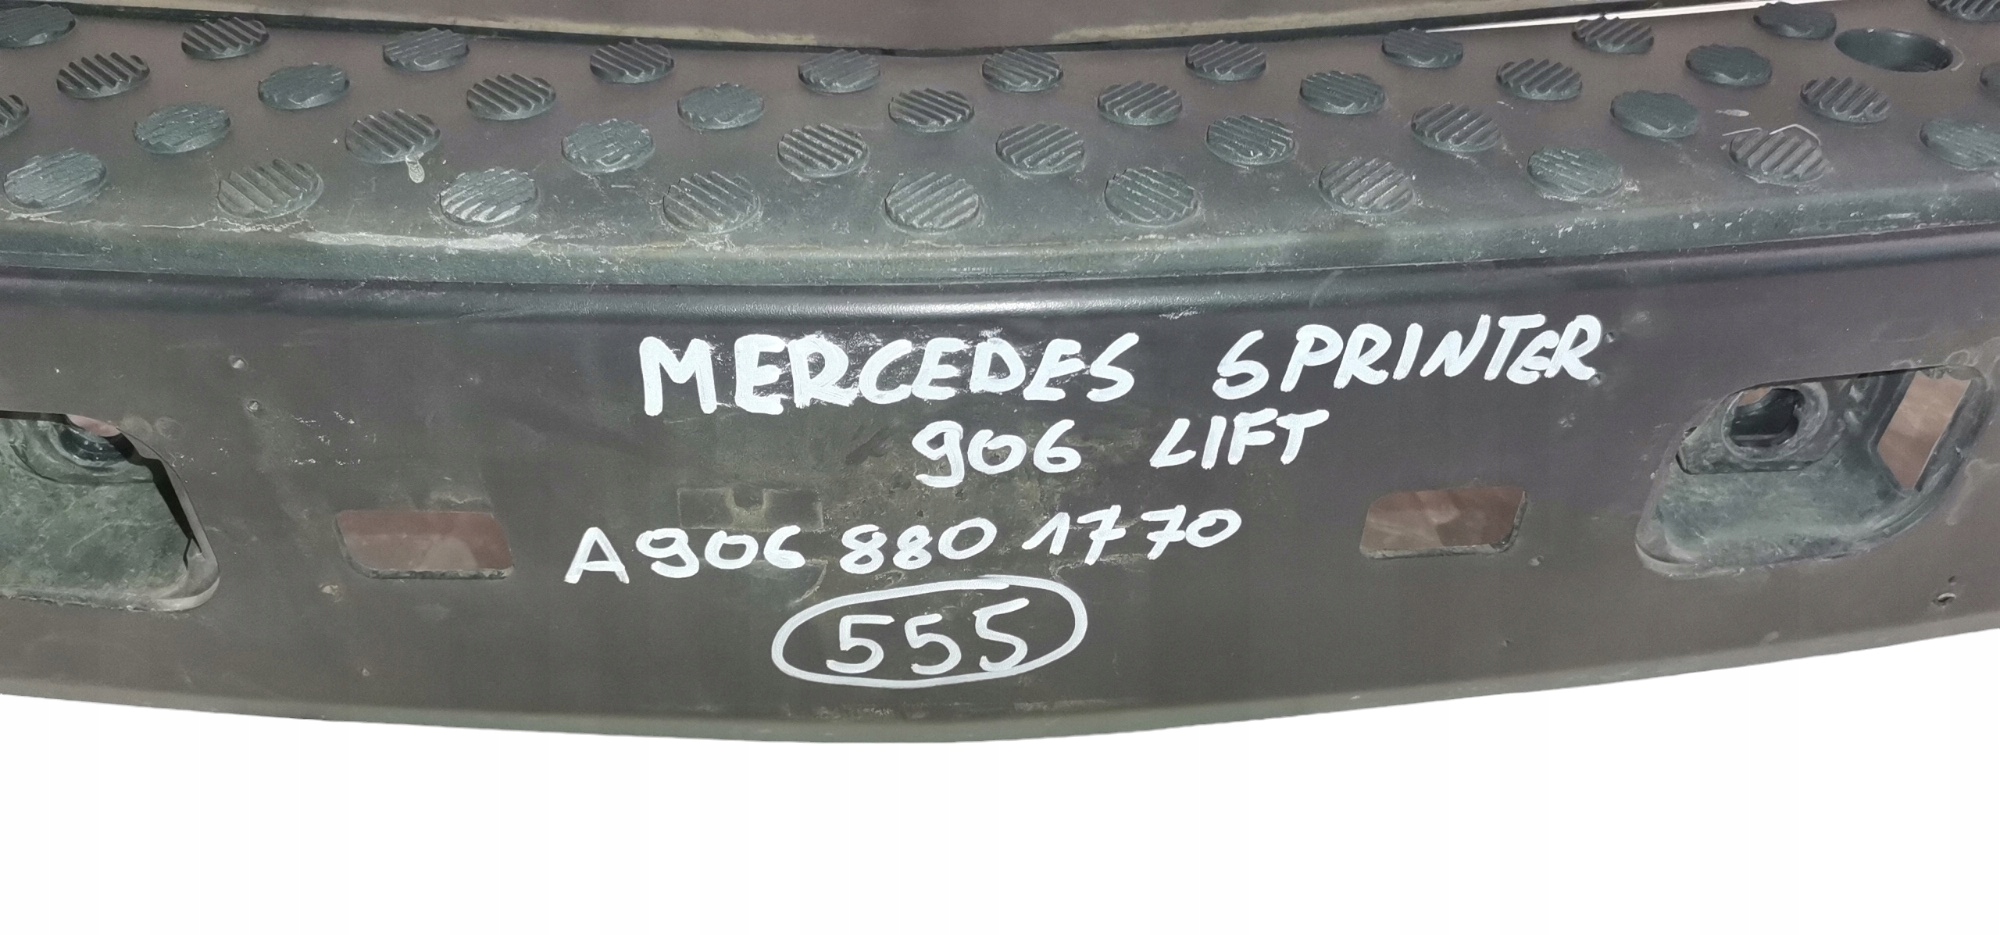 MERCEDES SPRINTER
906 LIFT
A906 880 1770
555